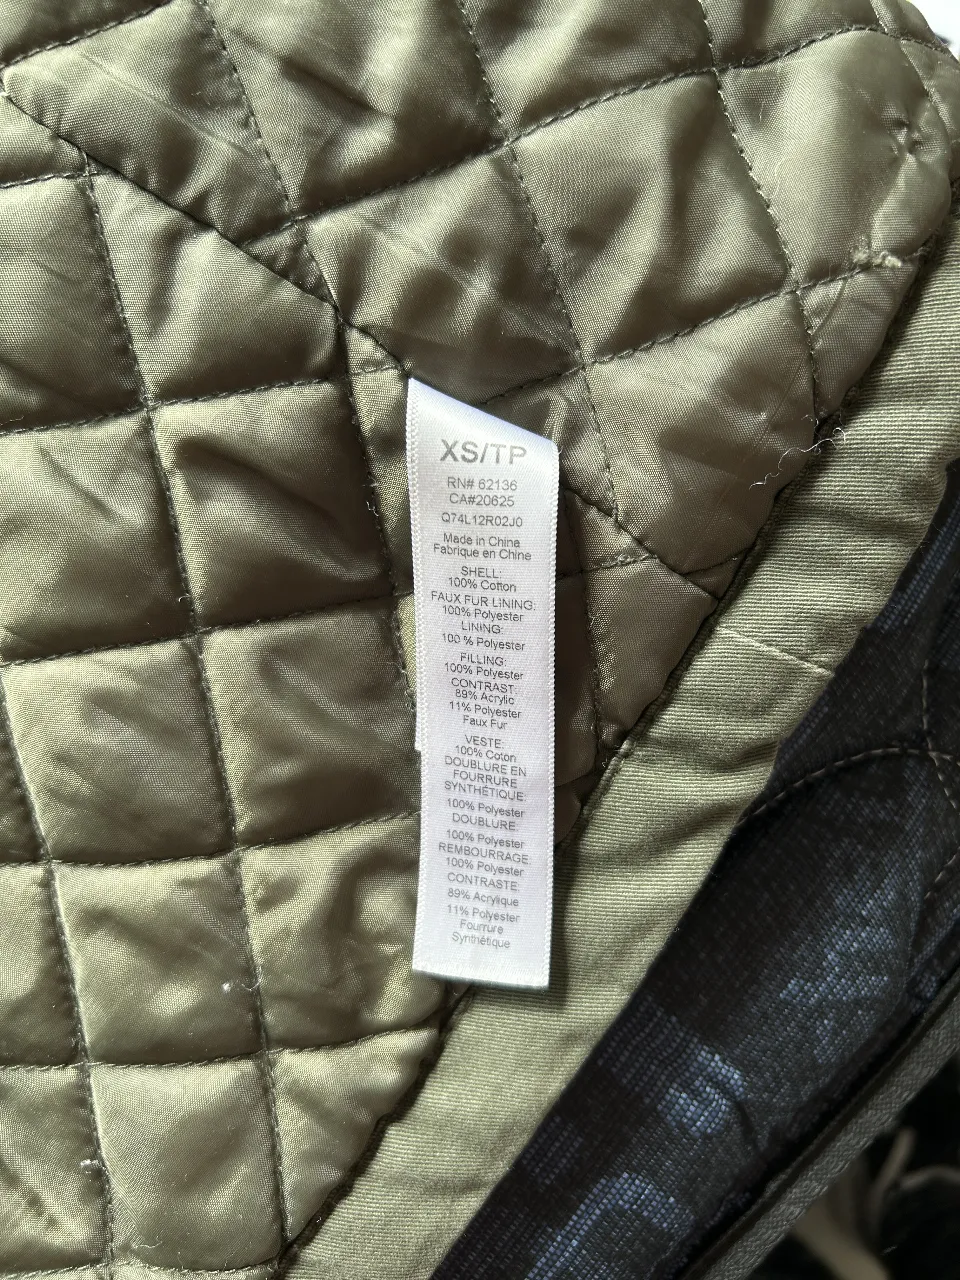 XS/TP
RN# 62136
CA#20625
Q74L12R02J0
Made in China
Fabrique en Chine
SHELL:
100% Cotton
FAUX FUR LINING:
100% Polyester
LINING:
100 % Polyester
FILLING:
100% Polyester
CONTRAST:
89% Acrylic
11% Polyester
Faux Fur
VESTE:
100% Coton
DOUBLURE EN
FOURRURE
SYNTHÉTIQUE:
100% Polyester
DOUBLURE:
100% Polyester
REMBOURRAGE:
100% Polyester
CONTRASTE:
89% Acrylique
11% Polyester
Fourrure
Synthétique